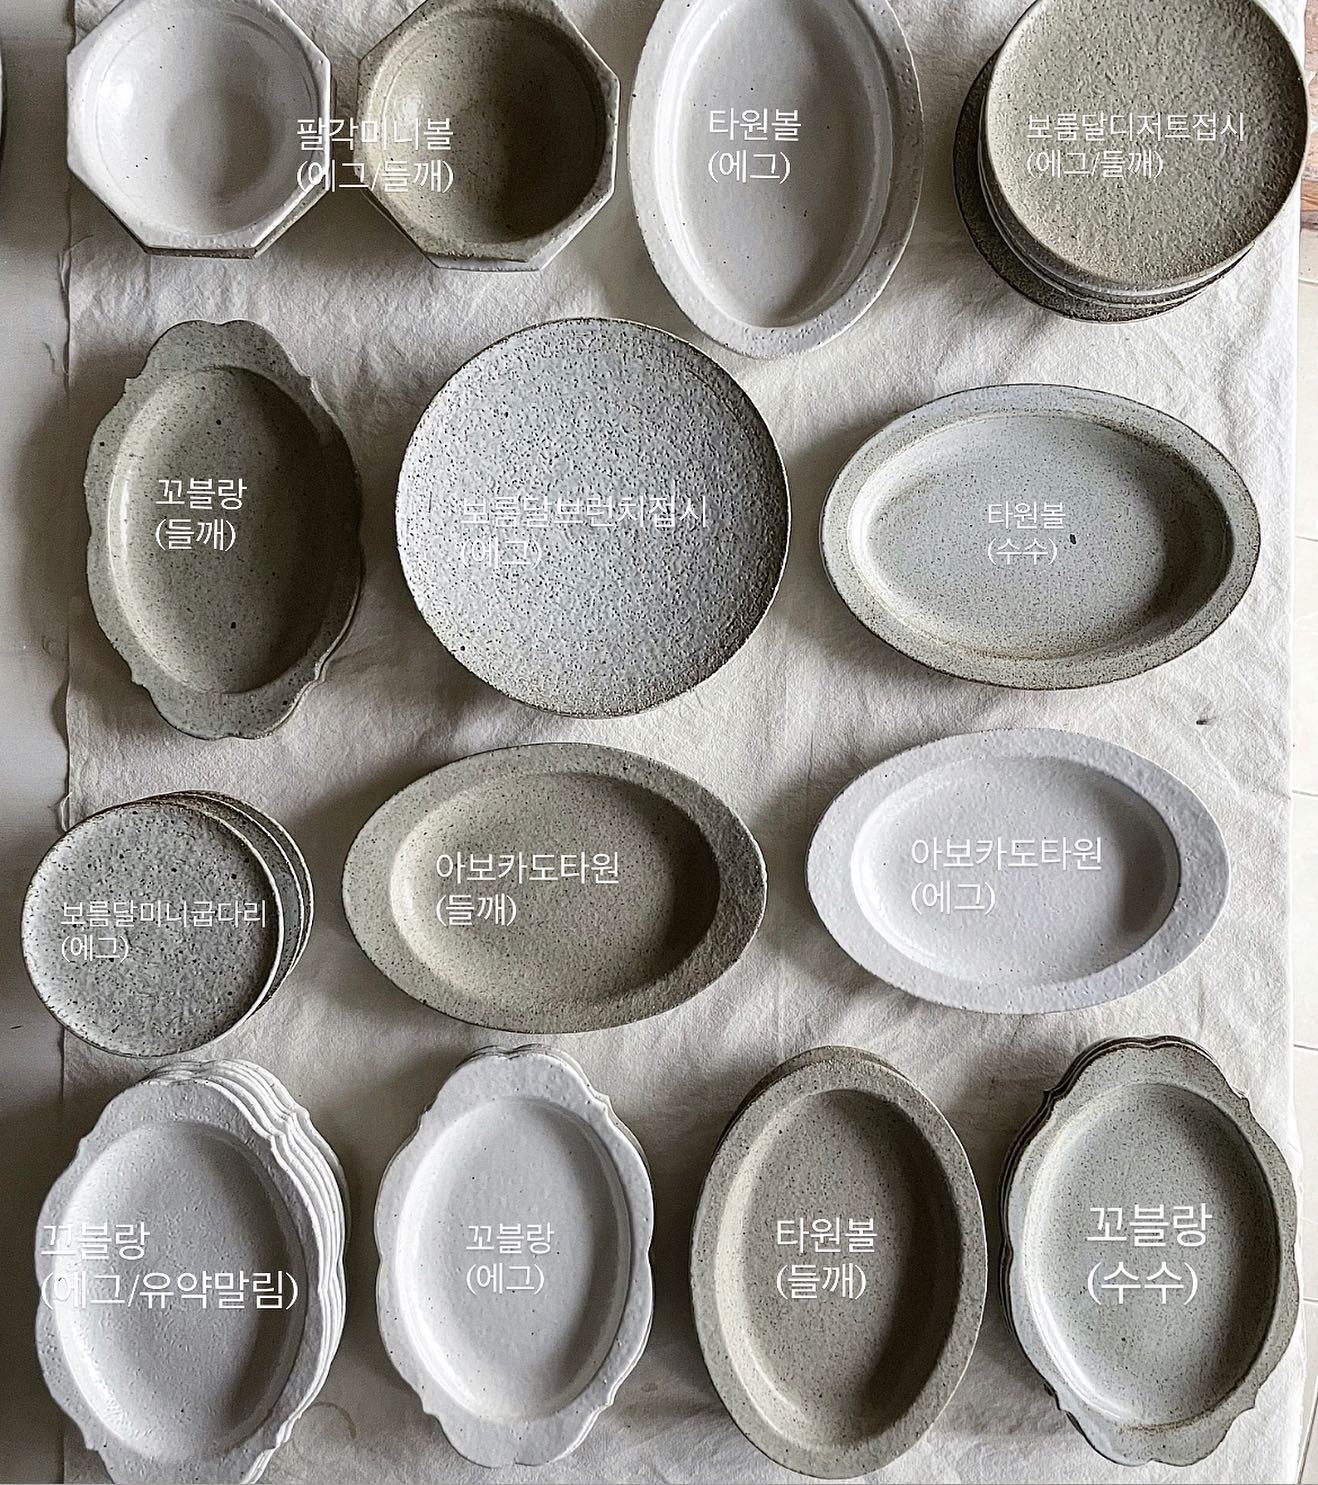 팔각미니볼
(에그/들깨)
타원볼
(에그)
보름달디저트접시
(에그/들깨)
꼬블랑
(들깨)
보름달브런치접시
(에그)
타원볼
(수수)
보름달미니굽다리
(에그)
아보카도타원
(들깨)
아보카도타원
(에그)
꼬블랑
(에그/유약말림)
꼬블랑
(에그)
타원볼
(들깨)
꼬블랑
(수수)